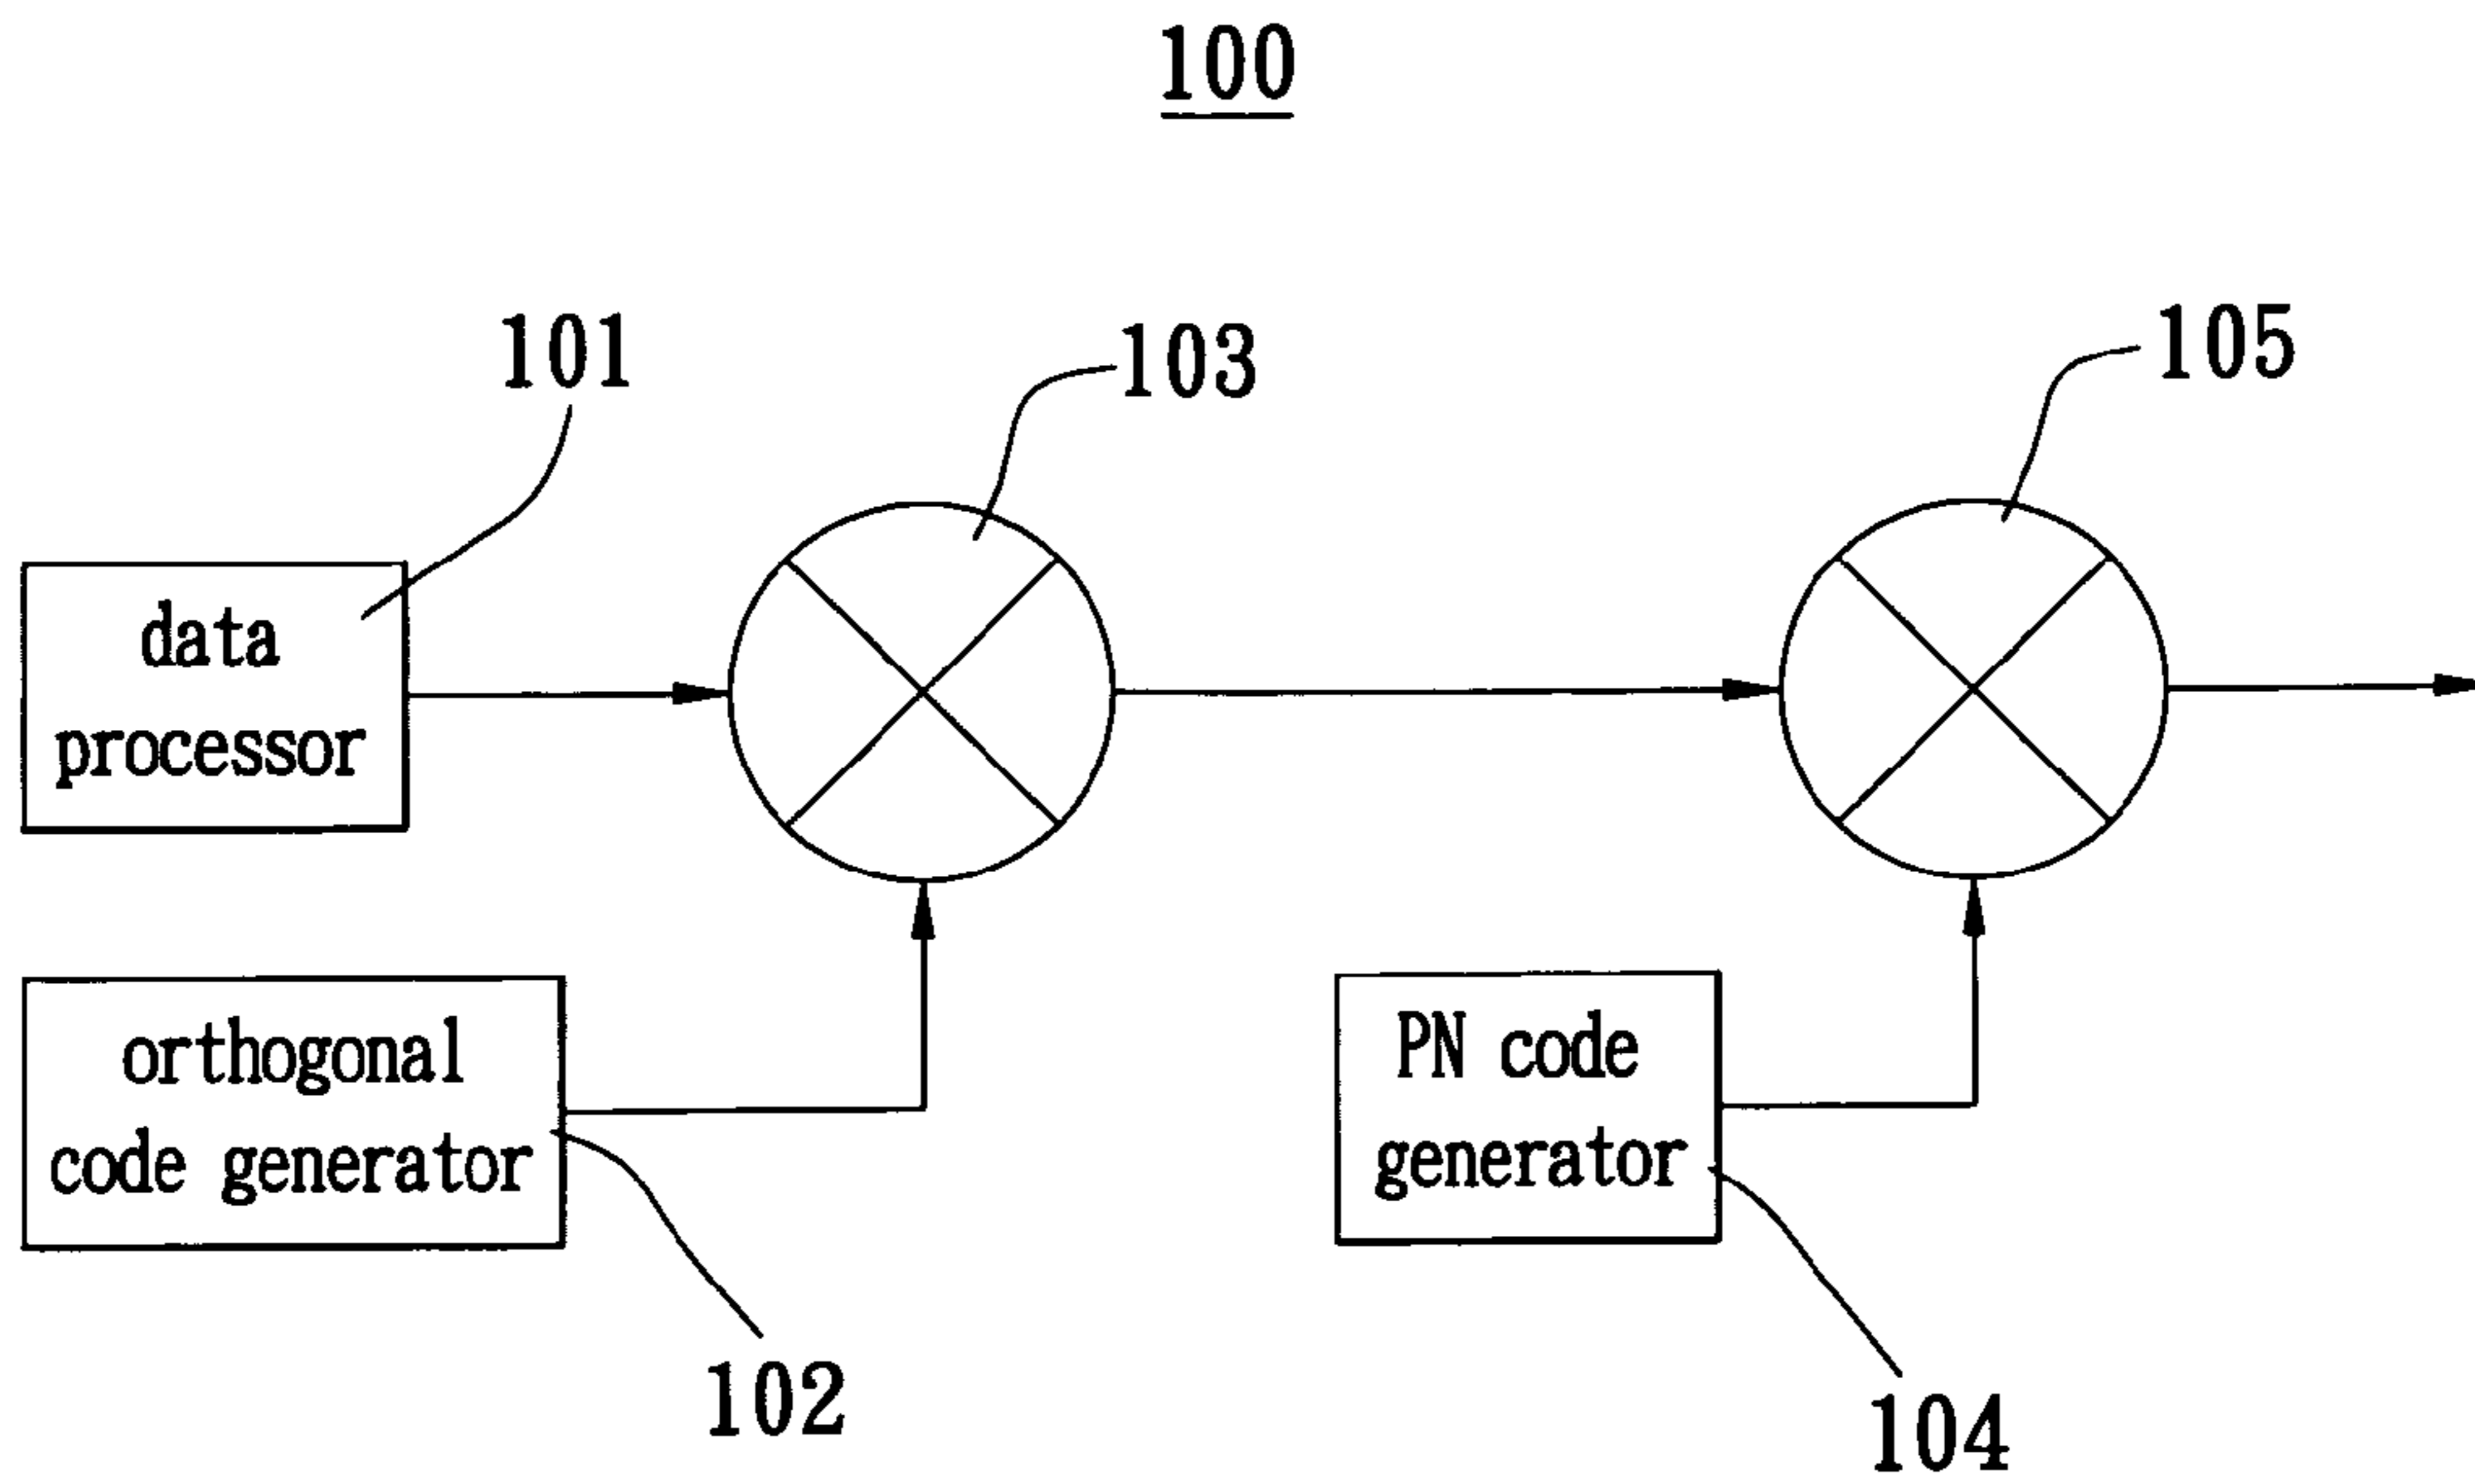 100
101
103
105
data
processor
orthogonal
code generator
PN code
generator
102
104